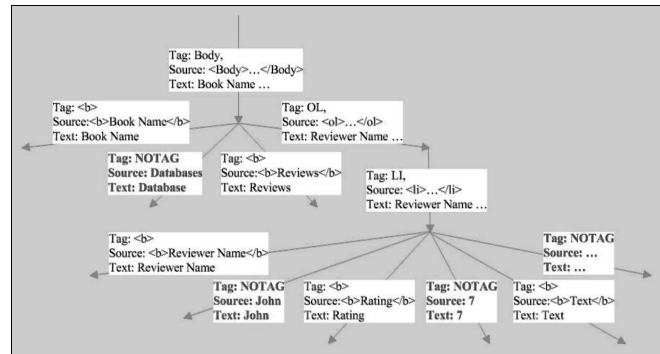 Tag: Body,
Source: <Body>…</Body>
Text: Book Name …
Tag: <b>
Source:<b>Book Name</b>
Text: Book Name
Tag: OL,
Source: <ol>…</ol>
Text: Reviewer Name …
Tag: NOTAG
Source: Databases
Text: Database
Tag: <b>
Source:<b>Reviews</b>
Text: Reviews
Tag: LI,
Source: <li>…</li>
Text: Reviewer Name …
Tag: <b>
Source: <b>Reviewer Name</b>
Text: Reviewer Name
Tag: NOTAG
Source: John
Text: John
Tag: <b>
Source:<b>Rating</b>
Text: Rating
Tag: NOTAG
Source: 7
Text: 7
Tag: <b>
Source:<b>Text</b>
Text: Text
Tag: NOTAG
Source: …
Text: …